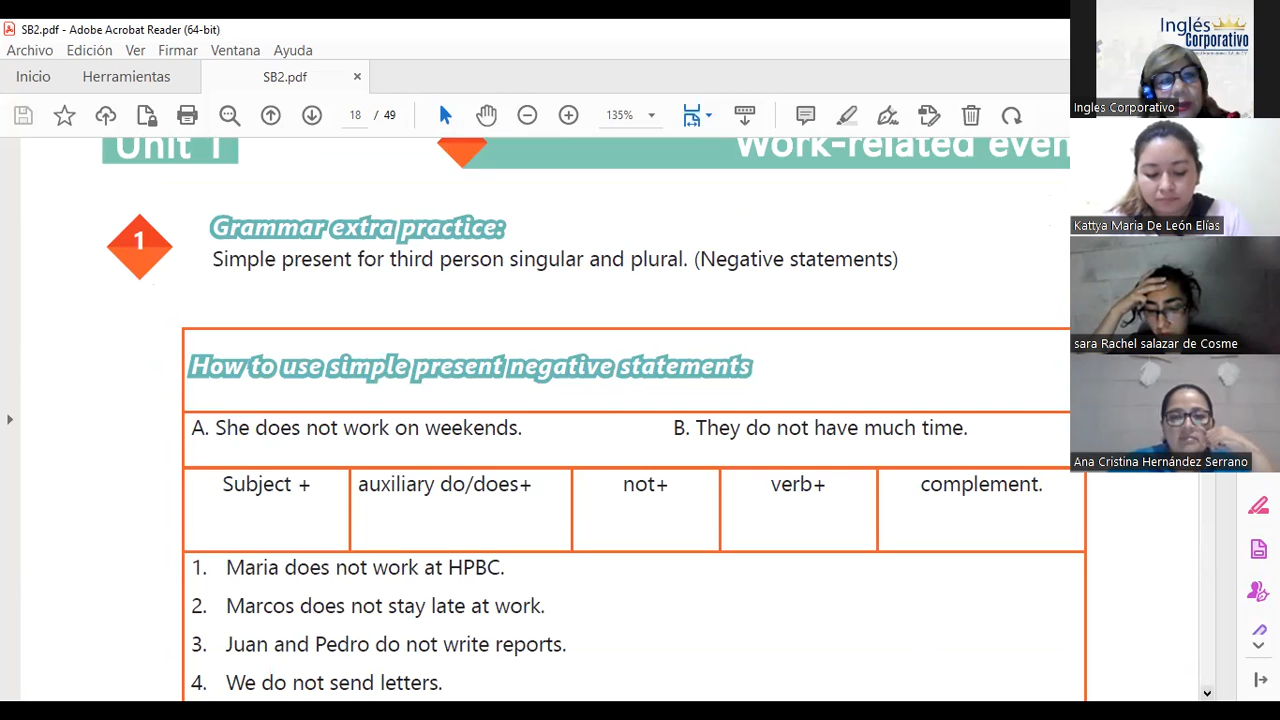 SB2.pdf - Adobe Acrobat Reader (64-bit)
Archivo Edición Ver Firmar Ventana Ayuda
Inicio Herramientas SB2.pdf ×
18 / 49 135%
Unit 1 Work-related even
1 Grammar extra practice:
Simple present for third person singular and plural. (Negative statements)
How to use simple present negative statements
A. She does not work on weekends. B. They do not have much time.
Subject + auxiliary do/does+ not+ verb+ complement.
1. Maria does not work at HPBC.
2. Marcos does not stay late at work.
3. Juan and Pedro do not write reports.
4. We do not send letters.
Inglés
Corporativo
Ingles Corporativo
Kattya Maria De León Elías
sara Rachel salazar de Cosme
Ana Cristina Hernández Serrano